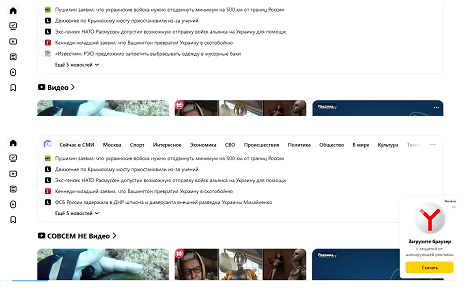 Пушилин заявил, что украинские войска нужно отодвинуть минимум на 500 км от границ России
Движение по Крымскому мосту приостановили из-за учений
Экс-генсек НАТО Расмуссен допустил возможную отправку войск альянса на Украину для помощи
Кеннеди-младший заявил, что Вашингтон превратил Украину в скотобойню
«Известия»: РЭО предложило запретить выбрасывать одежду в мусорные баки
Ещё 5 новостей
Видео
Сейчас в СМИ Москва Спорт Интересное Экономика СВО Происшествия Политика Общество В мире Культура
Пушилин заявил, что украинские войска нужно отодвинуть минимум на 500 км от границ России
Движение по Крымскому мосту приостановили из-за учений
Экс-генсек НАТО Расмуссен допустил возможную отправку войск альянса на Украину для помощи
Кеннеди-младший заявил, что Вашингтон превратил Украину в скотобойню
ФСБ России задержала в ДНР шпиона и диверсанта внешней разведки Украины Михайленко
Ещё 5 новостей
СОВСЕМ НЕ Видео
Реклама
Загрузите браузер
с защитой от
шокирующей рекламы
Скачать